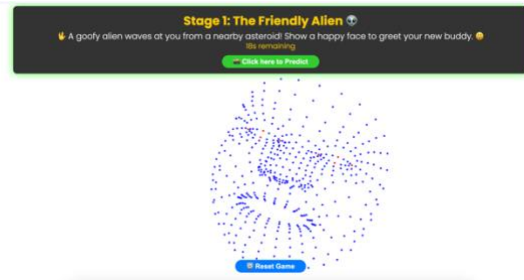 Stage 1: The Friendly Alien 👽
🖖 A goofy alien waves at you from a nearby asteroid! Show a happy face to greet your new buddy. 😄
18s remaining
Click here to Predict
Reset Game